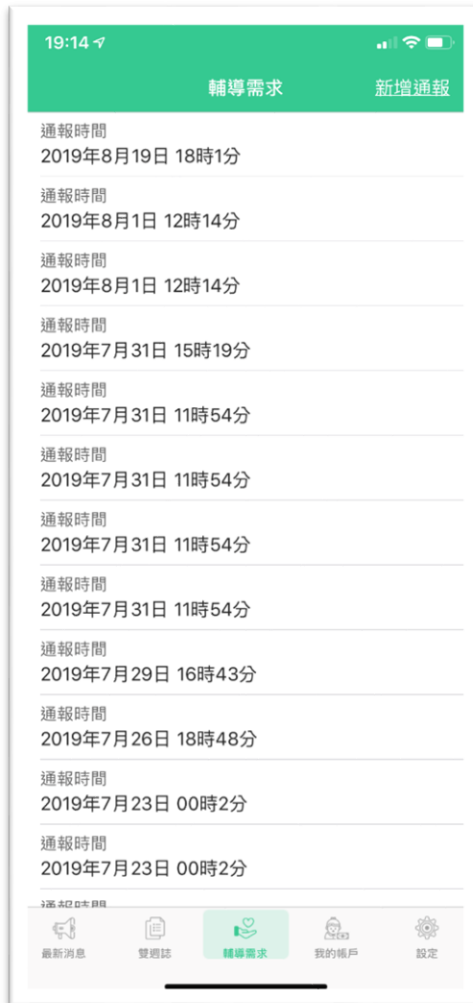 19:14
輔導需求
新增通報
通報時間
2019年8月19日 18時1分
通報時間
2019年8月1日 12時14分
通報時間
2019年8月1日 12時14分
通報時間
2019年7月31日 15時19分
通報時間
2019年7月31日 11時54分
通報時間
2019年7月31日 11時54分
通報時間
2019年7月31日 11時54分
通報時間
2019年7月31日 11時54分
通報時間
2019年7月29日 16時43分
通報時間
2019年7月26日 18時48分
通報時間
2019年7月23日 00時2分
通報時間
2019年7月23日 00時2分
通報時間
最新消息
雙週誌
輔導需求
我的帳戶
設定